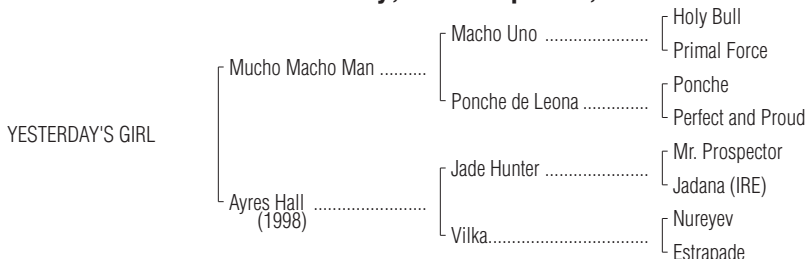 Holy Bull
Macho Uno ......................
Primal Force
Mucho Macho Man ..........
Ponche
Ponche de Leona ..............
Perfect and Proud
YESTERDAY'S GIRL
Mr. Prospector
Jade Hunter ......................
Jadana (IRE)
Ayres Hall ........................
(1998)
Nureyev
Vilka..................................
Estrapade